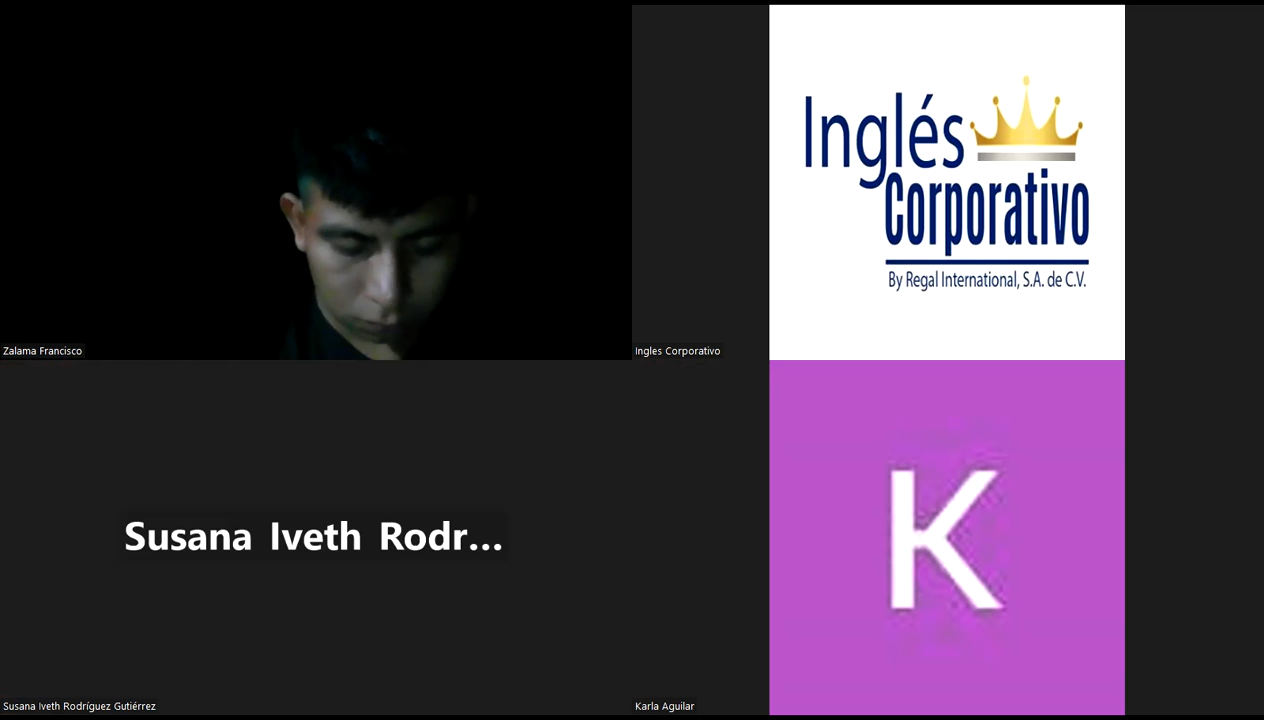 Zalama Francisco
Inglés
Corporativo
By Regal International, S.A. de C.V.
Ingles Corporativo
Susana Iveth Rodr...
Susana Iveth Rodríguez Gutiérrez
K
Karla Aguilar